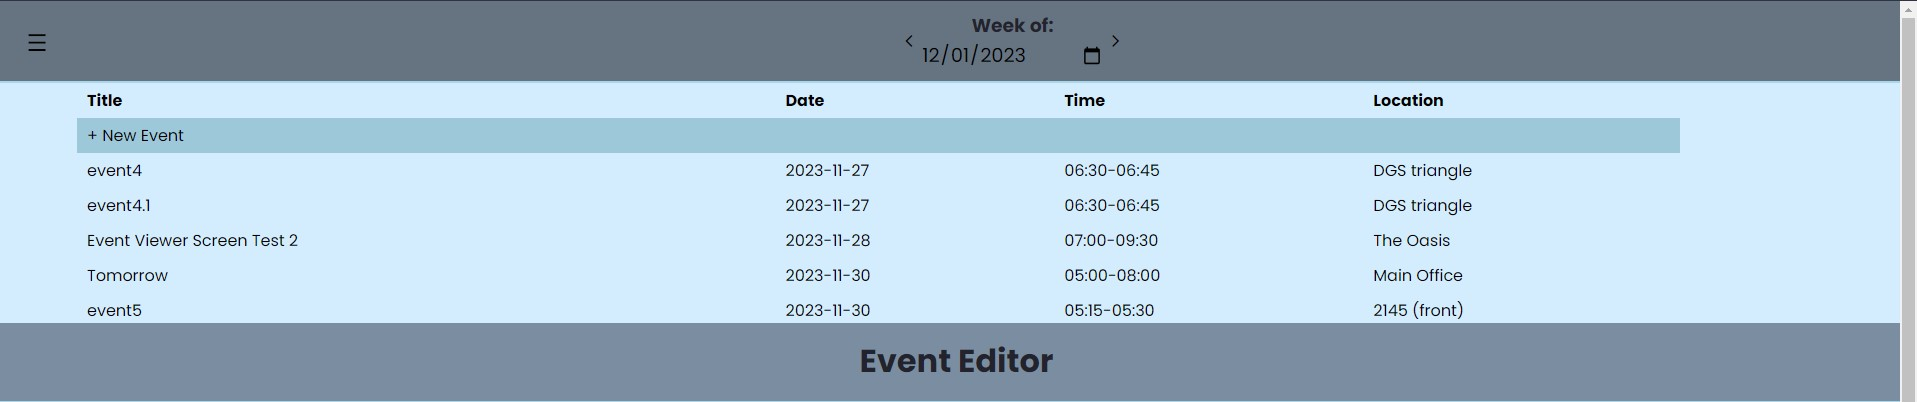 Week of:
12/01/2023
Title Date Time Location
+ New Event
event4 2023-11-27 06:30-06:45 DGS triangle
event4.1 2023-11-27 06:30-06:45 DGS triangle
Event Viewer Screen Test 2 2023-11-28 07:00-09:30 The Oasis
Tomorrow 2023-11-30 05:00-08:00 Main Office
event5 2023-11-30 05:15-05:30 2145 (front)
Event Editor